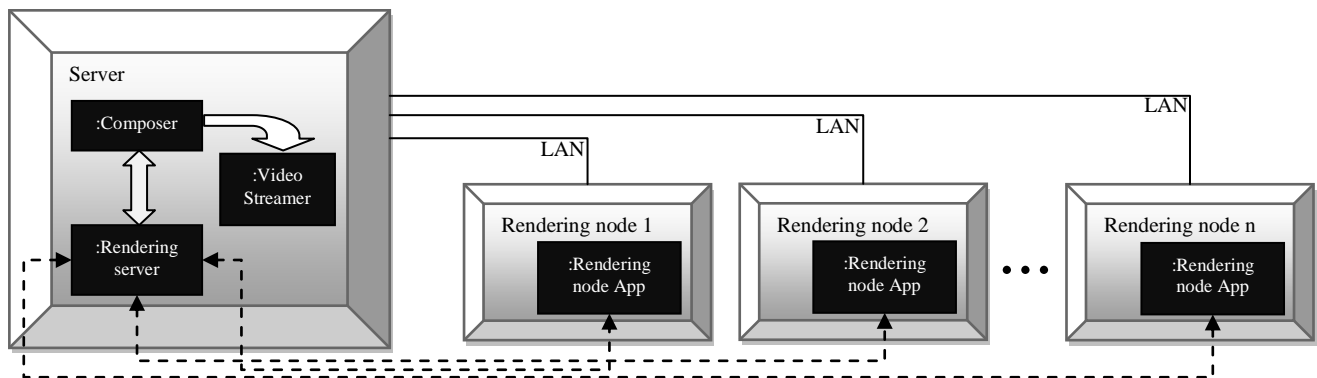 Server
:Composer
:Video
Streamer
:Rendering
server
LAN
LAN
LAN
Rendering node 1
:Rendering
node App
Rendering node 2
:Rendering
node App
Rendering node n
:Rendering
node App